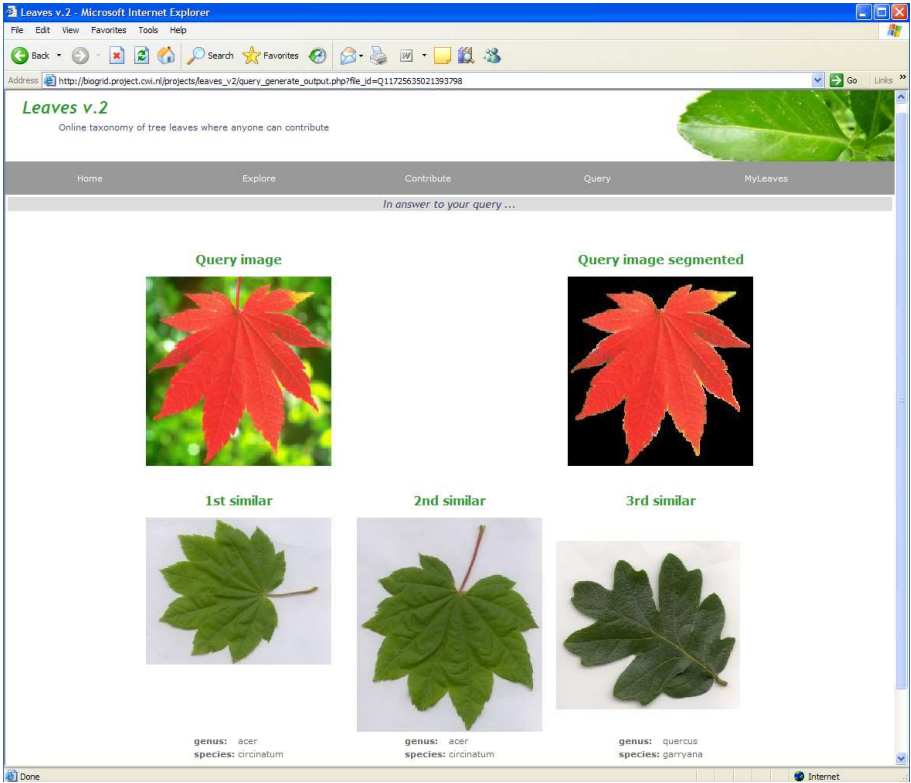 Leaves v.2 - Microsoft Internet Explorer
File Edit View Favorites Tools Help
Back Search Favorites
Address http://biogrid.project.cwi.nl/projects/leaves_v2/query_generate_output.php?file_id=Q11725635021393798 Go Links »
Leaves v.2
Online taxonomy of tree leaves where anyone can contribute
Home Explore Contribute Query MyLeaves
In answer to your query ...
Query image Query image segmented
1st similar 2nd similar 3rd similar
genus: acer genus: acer genus: quercus
species: circinatum species: circinatum species: garryana
Done Internet